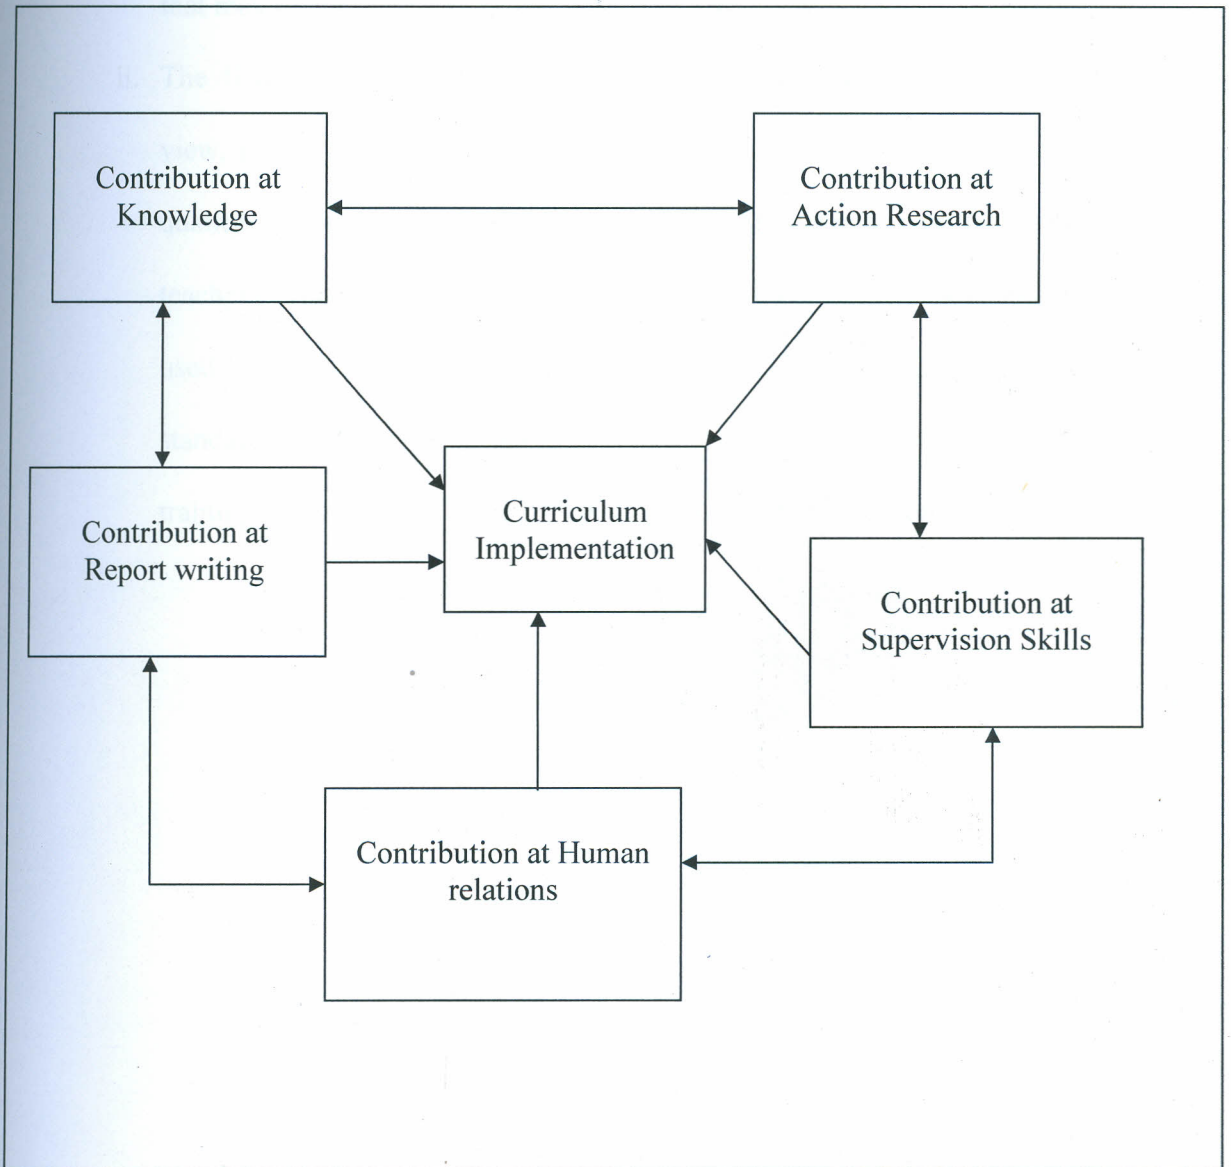 Contribution at
Knowledge
Contribution at
Action Research
Curriculum
Implementation
Contribution at
Report writing
Contribution at
Supervision Skills
Contribution at Human
relations